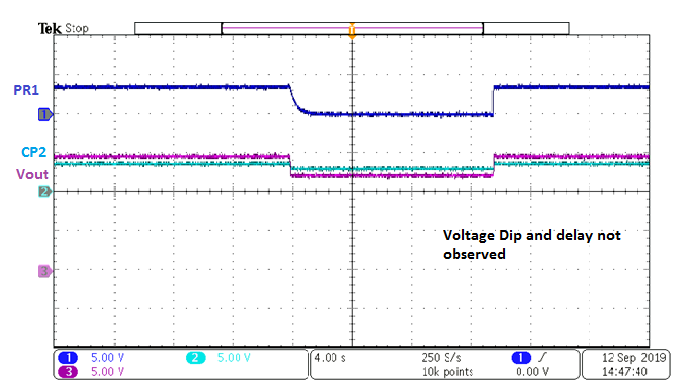 Tek Stop
T
PR1
1
CP2
Vout
2
Voltage Dip and delay not
observed
3
1 5.00 V 2 5.00 V 4.00 s 250 S/s 1 ∫ 12 Sep 2019
3 5.00 V 10k points 0.00 V 14:47:40